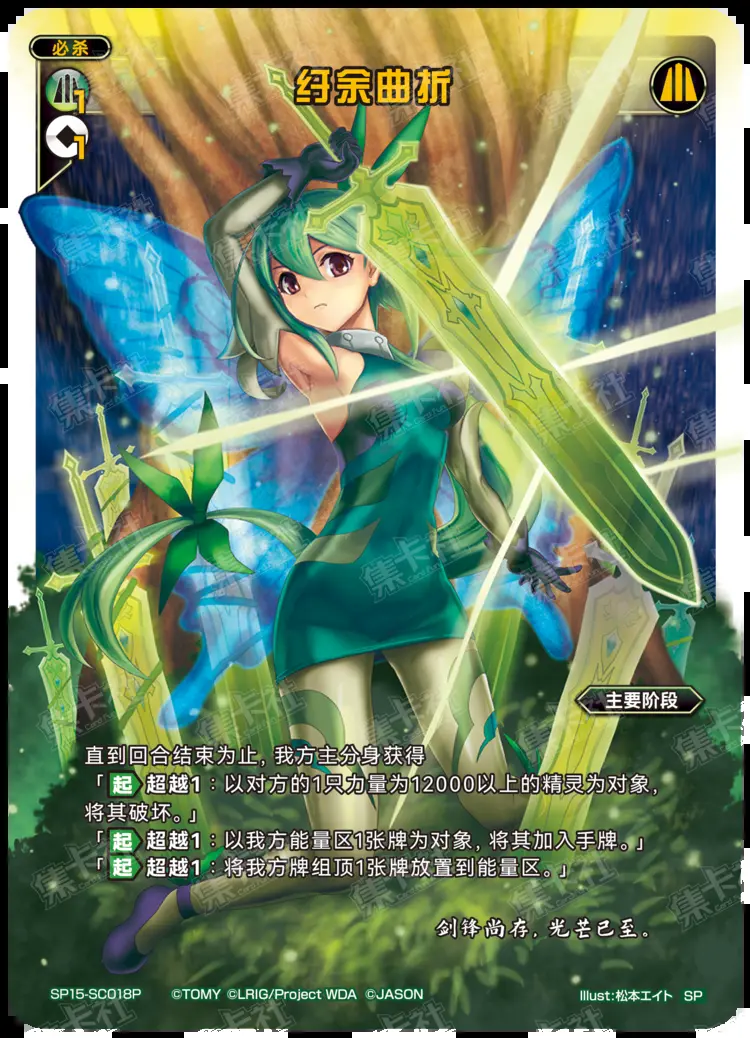 必杀
纡余曲折
1
1
主要阶段
直到回合结束为止,我方主分身获得
「起 超越1:以对方的1只力量为12000以上的精灵为对象,
将其破坏。」
「起 超越1:以我方能量区1张牌为对象,将其加入手牌。」
「起 超越1:将我方牌组顶1张牌放置到能量区。」
剑锋尚存,光芒已至。
SP15-SC018P ©TOMY ©LRIG/Project WDA ©JASON
Illust:松本エイト SP
集卡社